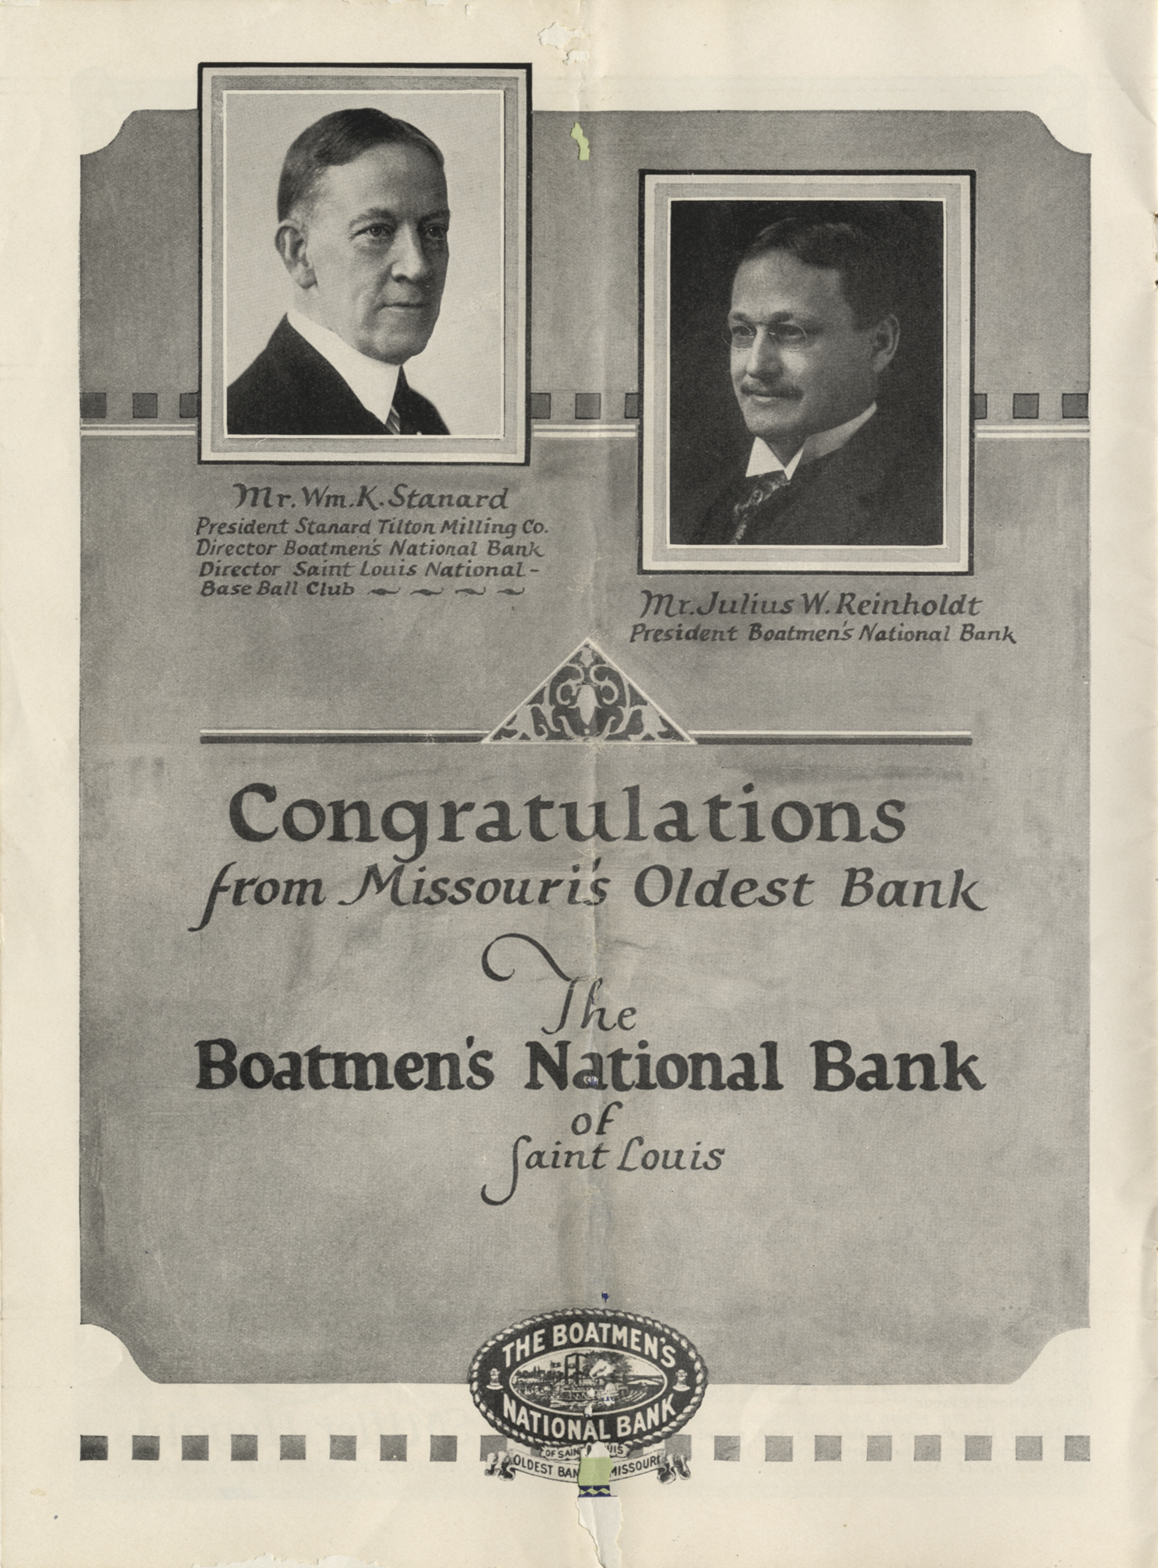 Mr. Wm. K. Stanard
President Stanard Tilton Milling Co.
Director Boatmen's National Bank
Director Saint Louis National-
Base Ball Club
Mr. Julius W. Reinholdt
President Boatmen's National Bank
Congratulations
from Missouri's Oldest Bank
The
Boatmen's National Bank
of
Saint Louis
THE BOATMEN'S
NATIONAL BANK
OF
OLDEST